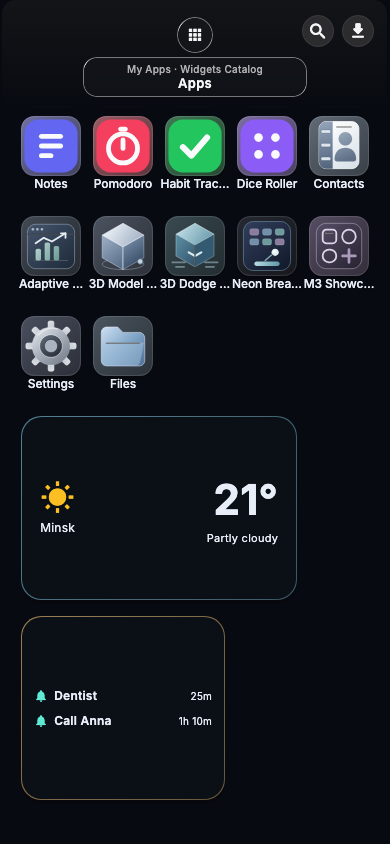 My Apps · Widgets Catalog
Apps
Notes
Pomodoro
Habit Trac...
Dice Roller
Contacts
Adaptive ...
3D Model ...
3D Dodge ...
Neon Brea...
M3 Showc...
Settings
Files
21°
Minsk
Partly cloudy
Dentist 25m
Call Anna 1h 10m